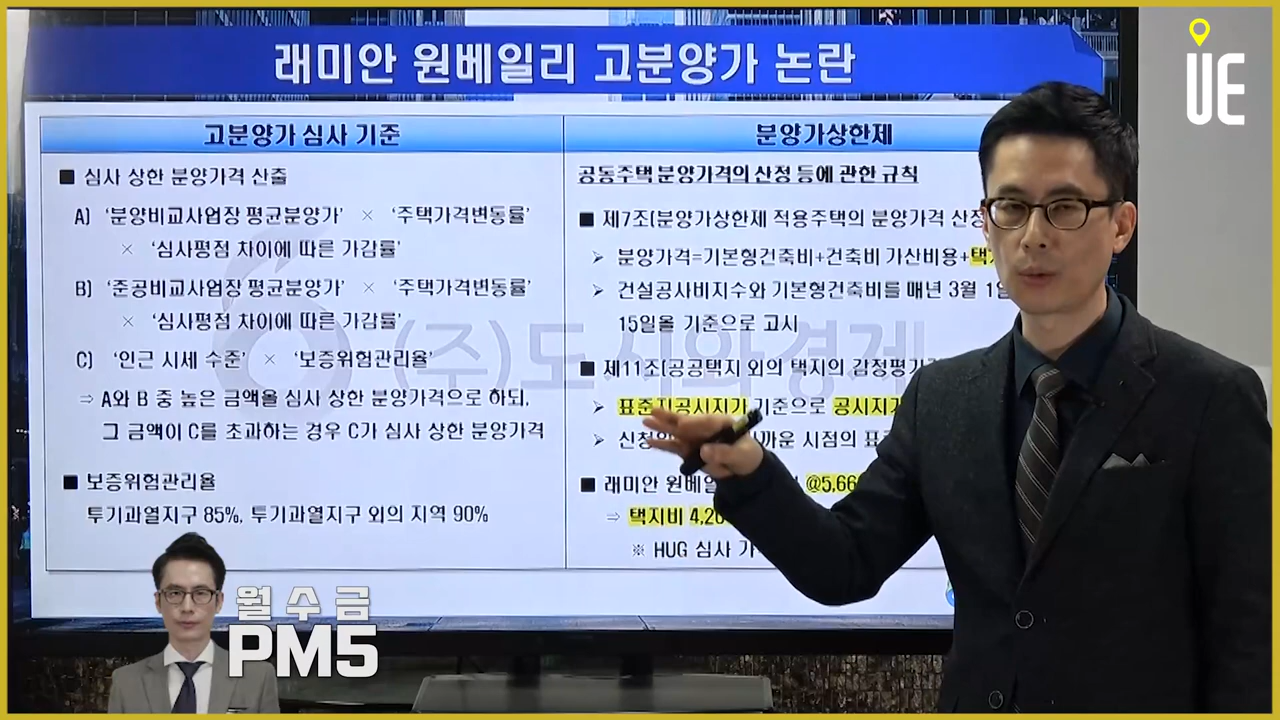 래미안 원베일리 고분양가 논란
UE
고분양가 심사 기준
■ 심사 상한 분양가격 산출
A) ‘분양비교사업장 평균분양가’ × ‘주택가격변동률’
× ‘심사평점 차이에 따른 가감률’
B) ‘준공비교사업장 평균분양가’ × ‘주택가격변동률’
× ‘심사평점 차이에 따른 가감률’
C) ‘인근 시세 수준’ × ‘보증위험관리율’
⇒ A와 B 중 높은 금액을 심사 상한 분양가격으로 하되,
그 금액이 C를 초과하는 경우 C가 심사 상한 분양가격
■ 보증위험관리율
투기과열지구 85%, 투기과열지구 외의 지역 90%
분양가상한제
공동주택 분양가격의 산정 등에 관한 규칙
■ 제7조(분양가상한제 적용주택의 분양가격 산정
➢ 분양가격=기본형건축비+건축비 가산비용+택
➢ 건설공사비지수와 기본형건축비를 매년 3월 1일
15일을 기준으로 고시
■ 제11조(공공택지 외의 택지의 감정평가
➢ 표준지공시지가 기준으로 공시지가
➢ 까운 시점의 표
■ 래미안 원베일 @5,66
⇒ 택지비 4,20
※ HUG 심사 가
(주)도시와경제
월수금
PM5